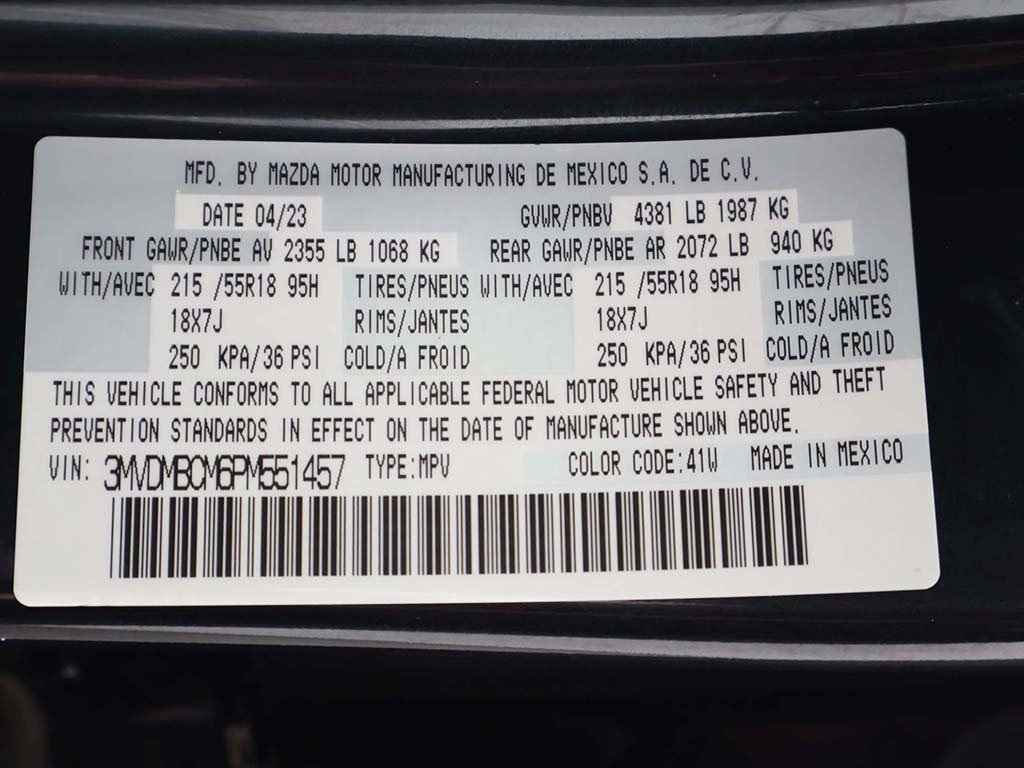 MFD. BY MAZDA MOTOR MANUFACTURING DE MEXICO S.A. DE C.V.
DATE 04/23 GVWR/PNBV 4381 LB 1987 KG
FRONT GAWR/PNBE AV 2355 LB 1068 KG REAR GAWR/PNBE AR 2072 LB 940 KG
WITH/AVEC 215 /55R18 95H TIRES/PNEUS WITH/AVEC 215 /55R18 95H TIRES/PNEUS
18X7J RIMS/JANTES 18X7J RIMS/JANTES
250 KPA/36 PSI COLD/A FROID 250 KPA/36 PSI COLD/A FROID
THIS VEHICLE CONFORMS TO ALL APPLICABLE FEDERAL MOTOR VEHICLE SAFETY AND THEFT
PREVENTION STANDARDS IN EFFECT ON THE DATE OF MANUFACTURE SHOWN ABOVE.
VIN: 3MVDMBCM6PM551457 TYPE:MPV COLOR CODE:41W MADE IN MEXICO